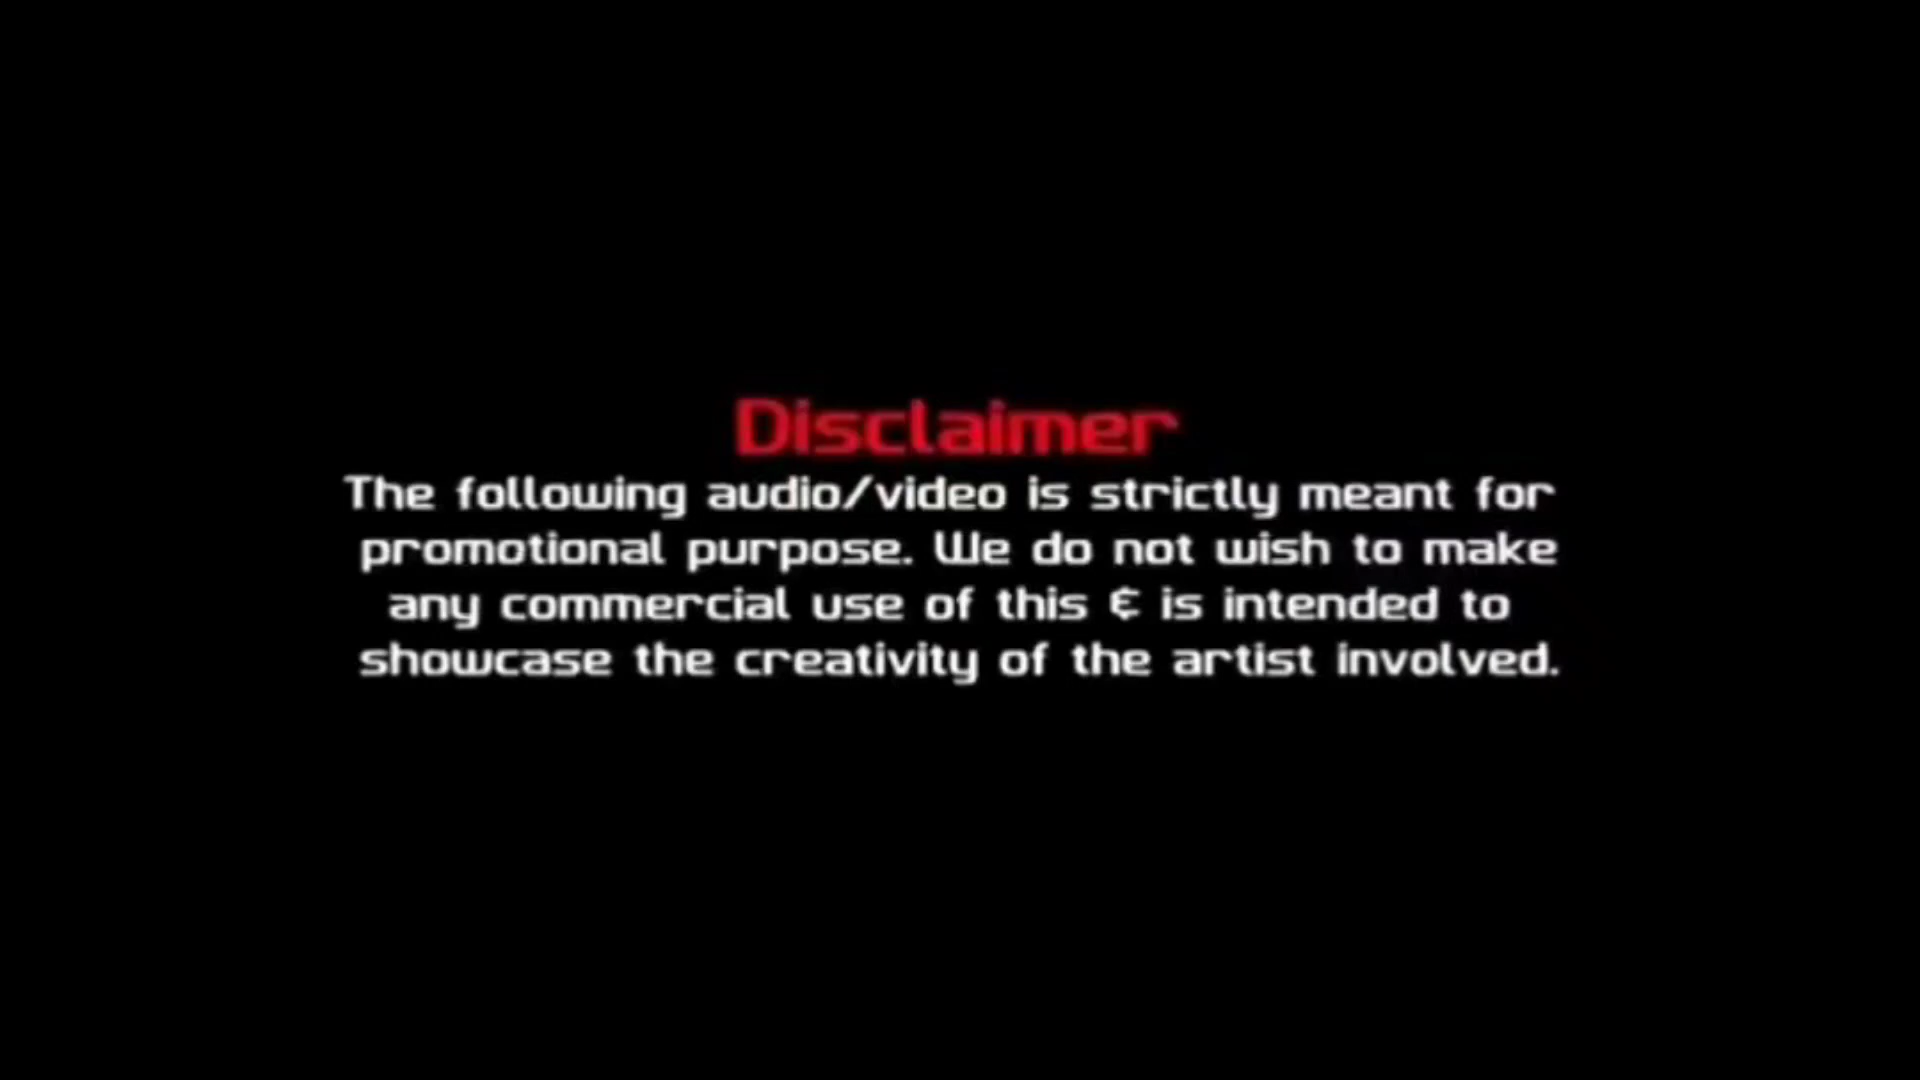 Disclaimer
The following audio/video is strictly meant for
promotional purpose. We do not wish to make
any commercial use of this & is intended to
showcase the creativity of the artist involved.